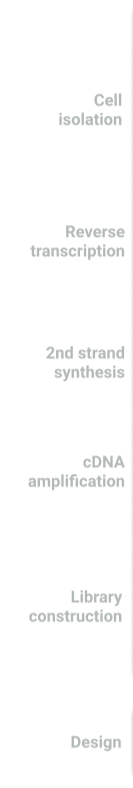 Cell
isolation
Reverse
transcription
2nd strand
synthesis
cDNA
amplification
Library
construction
Design